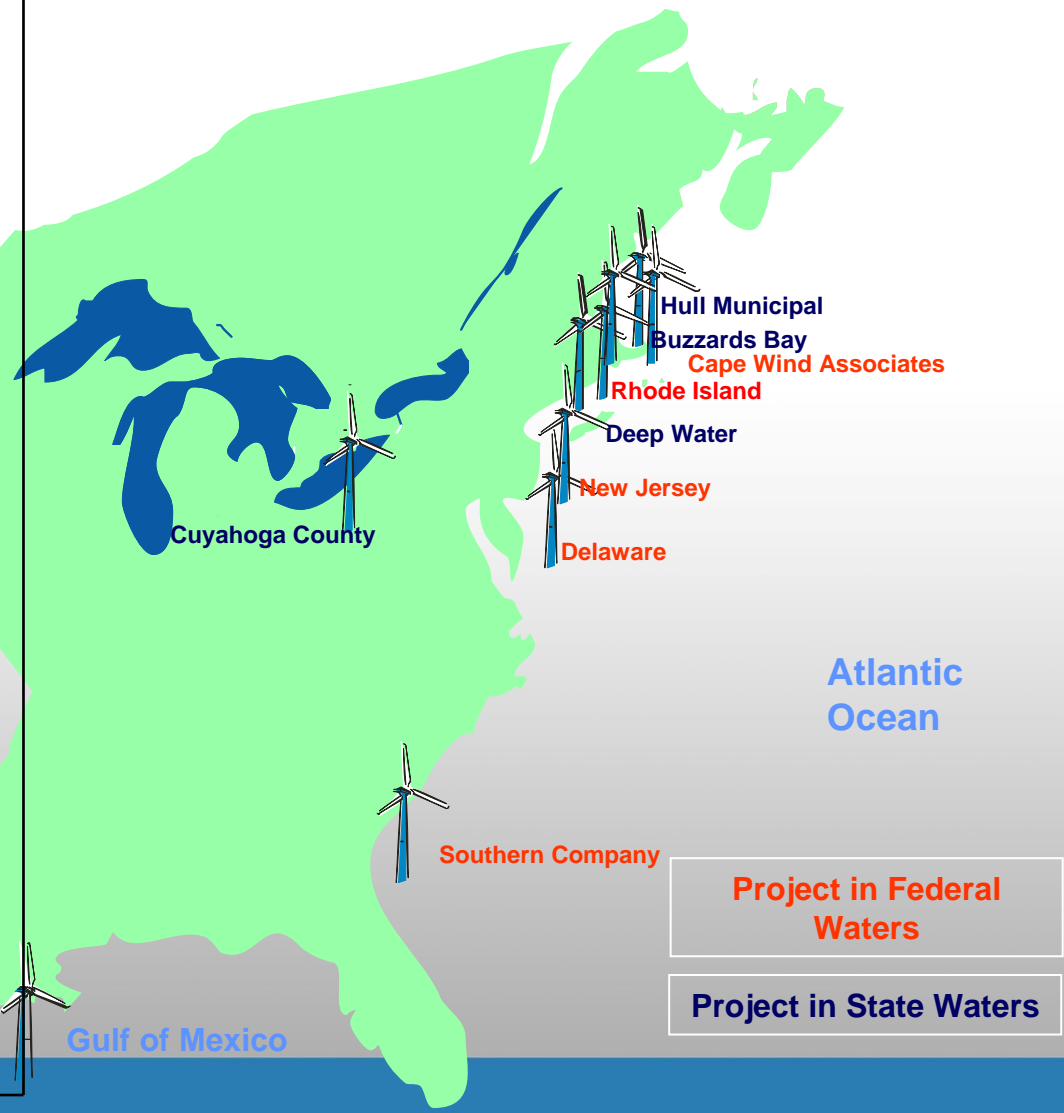 Hull Municipal
Buzzards Bay
Cape Wind Associates
Rhode Island
Deep Water
New Jersey
Cuyahoga County
Delaware
Atlantic
Ocean
Southern Company
Project in Federal
Waters
Project in State Waters
Gulf of Mexico